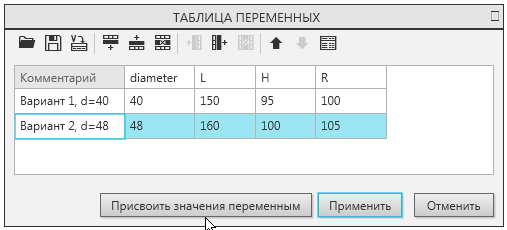 ТАБЛИЦА ПЕРЕМЕННЫХ
Комментарий diameter L H R
Вариант 1, d=40 40 150 95 100
Вариант 2, d=48 48 160 100 105
Присвоить значения переменным Применить Отменить